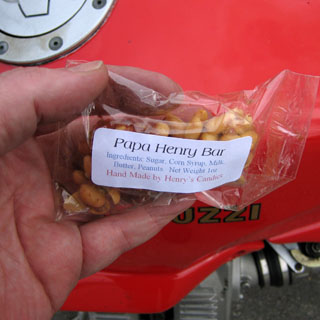 Papa Henry Bar
Ingredients: Sugar, Corn Syrup, Milk,
Butter, Peanuts Net Weight 1oz
Hand Made by Henry's Candies
UZZI